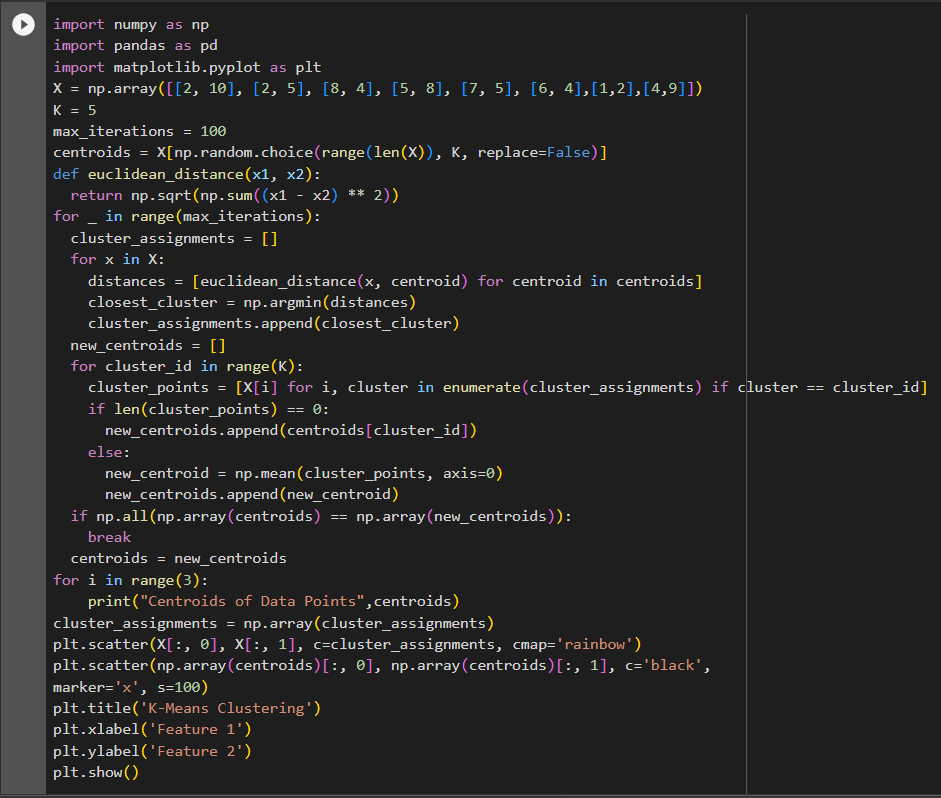 import numpy as np
import pandas as pd
import matplotlib.pyplot as plt
X = np.array([[2, 10], [2, 5], [8, 4], [5, 8], [7, 5], [6, 4],[1,2],[4,9]])
K = 5
max_iterations = 100
centroids = X[np.random.choice(range(len(X)), K, replace=False)]
def euclidean_distance(x1, x2):
  return np.sqrt(np.sum((x1 - x2) ** 2))
for _ in range(max_iterations):
  cluster_assignments = []
  for x in X:
    distances = [euclidean_distance(x, centroid) for centroid in centroids]
    closest_cluster = np.argmin(distances)
    cluster_assignments.append(closest_cluster)
  new_centroids = []
  for cluster_id in range(K):
    cluster_points = [X[i] for i, cluster in enumerate(cluster_assignments) if cluster == cluster_id]
    if len(cluster_points) == 0:
      new_centroids.append(centroids[cluster_id])
    else:
      new_centroid = np.mean(cluster_points, axis=0)
      new_centroids.append(new_centroid)
  if np.all(np.array(centroids) == np.array(new_centroids)):
    break
  centroids = new_centroids
for i in range(3):
    print("Centroids of Data Points",centroids)
cluster_assignments = np.array(cluster_assignments)
plt.scatter(X[:, 0], X[:, 1], c=cluster_assignments, cmap='rainbow')
plt.scatter(np.array(centroids)[:, 0], np.array(centroids)[:, 1], c='black',
marker='x', s=100)
plt.title('K-Means Clustering')
plt.xlabel('Feature 1')
plt.ylabel('Feature 2')
plt.show()